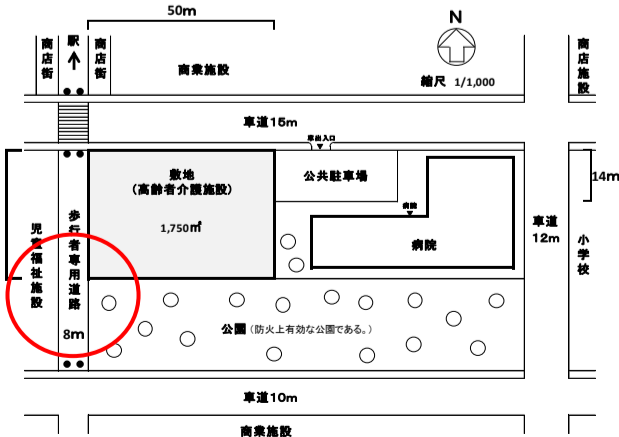 50m
商店街
駅
商店街
商業施設
N
縮尺 1/1,000
商店施設
車道15m
車出入口
敷地
(高齢者介護施設)
1,750㎡
公共駐車場
14m
病院
病院
児童福祉施設
歩行者専用道路
8m
車道
12m
小学校
公園(防火上有効な公園である。)
車道10m
商業施設